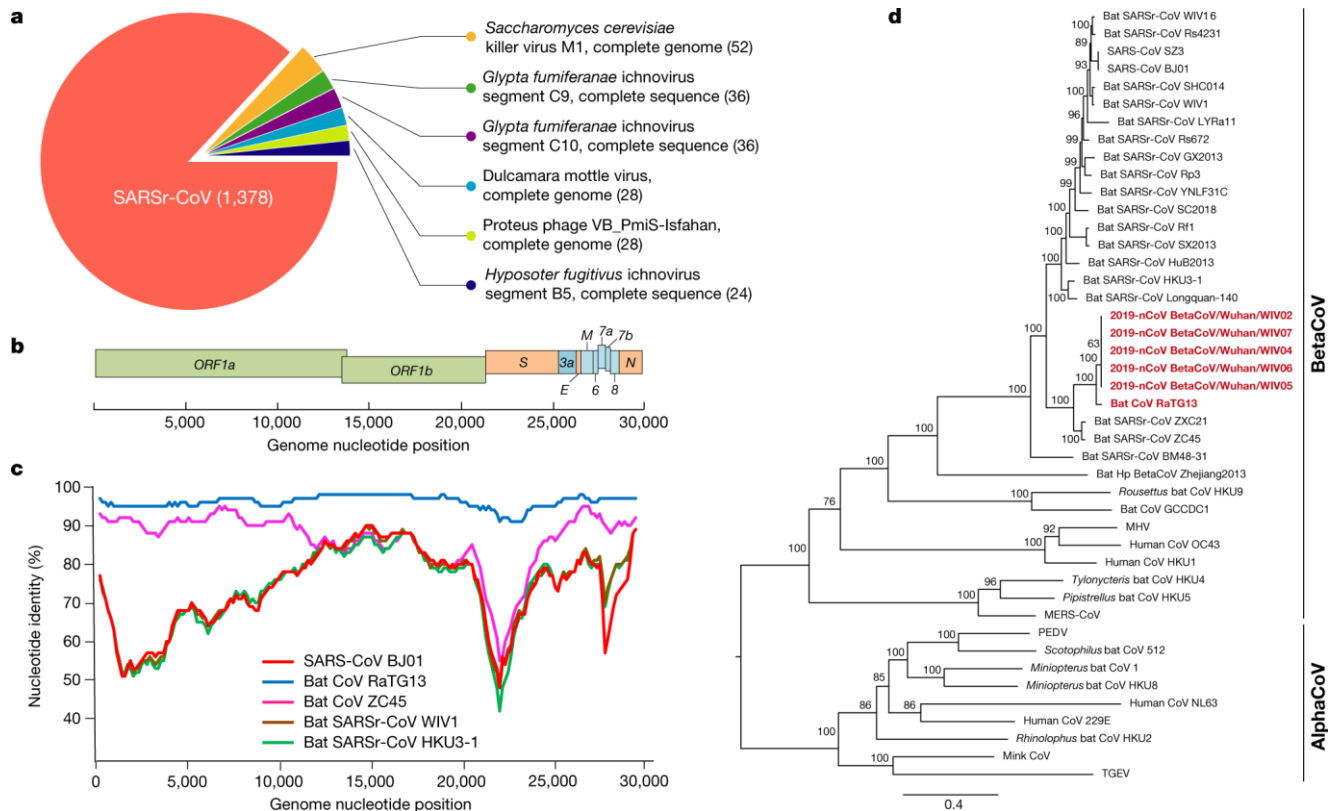 a
Saccharomyces cerevisiae
killer virus M1, complete genome (52)
Glypta fumiferanae ichnovirus
segment C9, complete sequence (36)
Glypta fumiferanae ichnovirus
segment C10, complete sequence (36)
Dulcamara mottle virus,
complete genome (28)
Proteus phage VB_PmiS-Isfahan,
complete genome (28)
Hyposoter fugitivus ichnovirus
segment B5, complete sequence (24)
SARSr-CoV (1,378)
b
ORF1a
ORF1b
S
3a
E
M
6
7a
7b
8
N
5,000 10,000 15,000 20,000 25,000 30,000
Genome nucleotide position
c
Nucleotide identity (%)
100
90
80
70
60
50
40
SARS-CoV BJ01
Bat CoV RaTG13
Bat CoV ZC45
Bat SARSr-CoV WIV1
Bat SARSr-CoV HKU3-1
0 5,000 10,000 15,000 20,000 25,000 30,000
Genome nucleotide position
d
Bat SARSr-CoV WIV16
Bat SARSr-CoV Rs4231
SARS-CoV SZ3
SARS-CoV BJ01
Bat SARSr-CoV SHC014
Bat SARSr-CoV WIV1
Bat SARSr-CoV LYRa11
Bat SARSr-CoV Rs672
Bat SARSr-CoV GX2013
Bat SARSr-CoV Rp3
Bat SARSr-CoV YNLF31C
Bat SARSr-CoV SC2018
Bat SARSr-CoV Rf1
Bat SARSr-CoV SX2013
Bat SARSr-CoV HuB2013
Bat SARSr-CoV HKU3-1
Bat SARSr-CoV Longquan-140
2019-nCoV BetaCoV/Wuhan/WIV02
2019-nCoV BetaCoV/Wuhan/WIV07
2019-nCoV BetaCoV/Wuhan/WIV04
2019-nCoV BetaCoV/Wuhan/WIV06
2019-nCoV BetaCoV/Wuhan/WIV05
Bat CoV RaTG13
Bat SARSr-CoV ZXC21
Bat SARSr-CoV ZC45
Bat SARSr-CoV BM48-31
Bat Hp BetaCoV Zhejiang2013
Rousettus bat CoV HKU9
Bat CoV GCCDC1
MHV
Human CoV OC43
Human CoV HKU1
Tylonycteris bat CoV HKU4
Pipistrellus bat CoV HKU5
MERS-CoV
PEDV
Scotophilus bat CoV 512
Miniopterus bat CoV 1
Miniopterus bat CoV HKU8
Human CoV NL63
Human CoV 229E
Rhinolophus bat CoV HKU2
Mink CoV
TGEV
100
89
93
96
99
99
99
100
100
100
100
100
63
100
100
100
100
100
100
100
76
100
92
100
100
96
100
100
100
85
86
86
100
100
0.4
BetaCoV
AlphaCoV